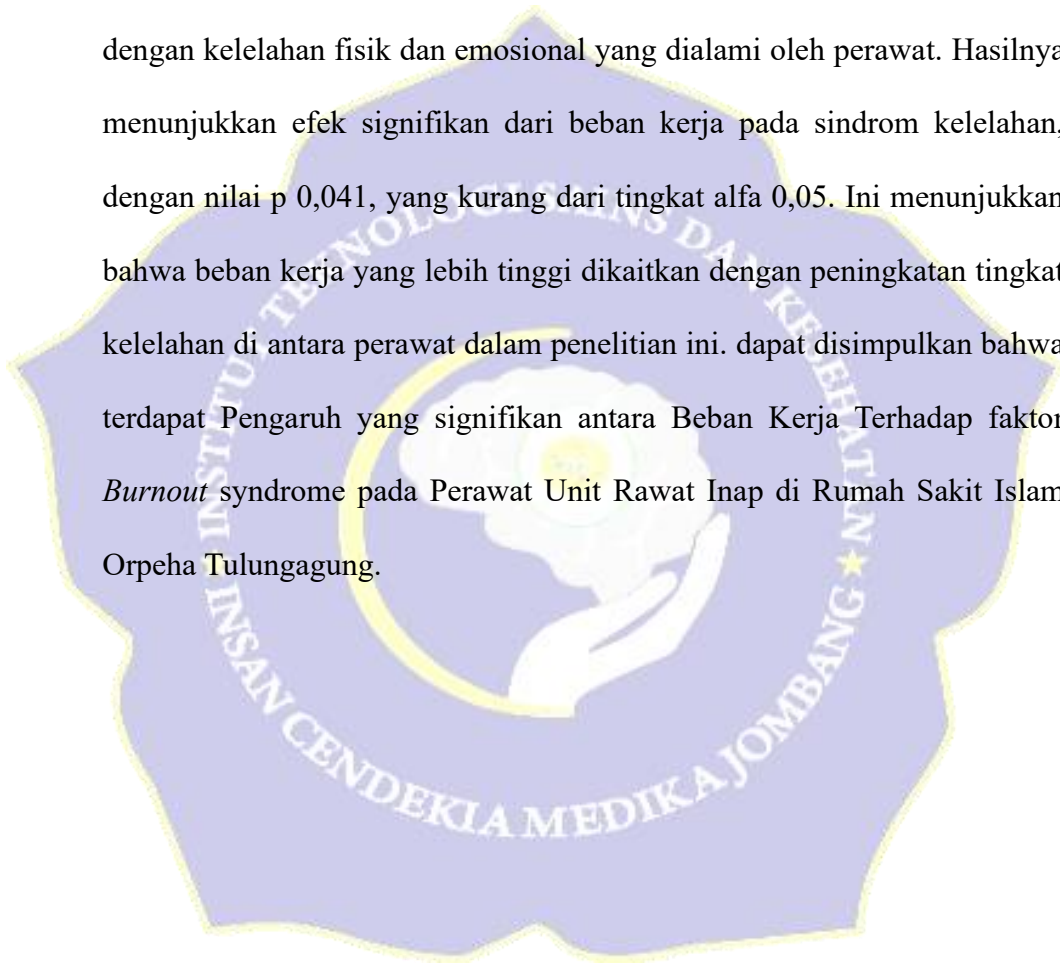 dengan kelelahan fisik dan emosional yang dialami oleh perawat. Hasilnya
menunjukkan efek signifikan dari beban kerja pada sindrom kelelahan,
dengan nilai p 0,041, yang kurang dari tingkat alfa 0,05. Ini menunjukkan
bahwa beban kerja yang lebih tinggi dikaitkan dengan peningkatan tingkat
kelelahan di antara perawat dalam penelitian ini. dapat disimpulkan bahwa
terdapat Pengaruh yang signifikan antara Beban Kerja Terhadap faktor
Burnout syndrome pada Perawat Unit Rawat Inap di Rumah Sakit Islam
Orpeha Tulungagung.
INSTITUT TEKNOLOGI SAINS DAN KESEHATAN
INSAN CENDEKIA MEDIKA JOMBANG